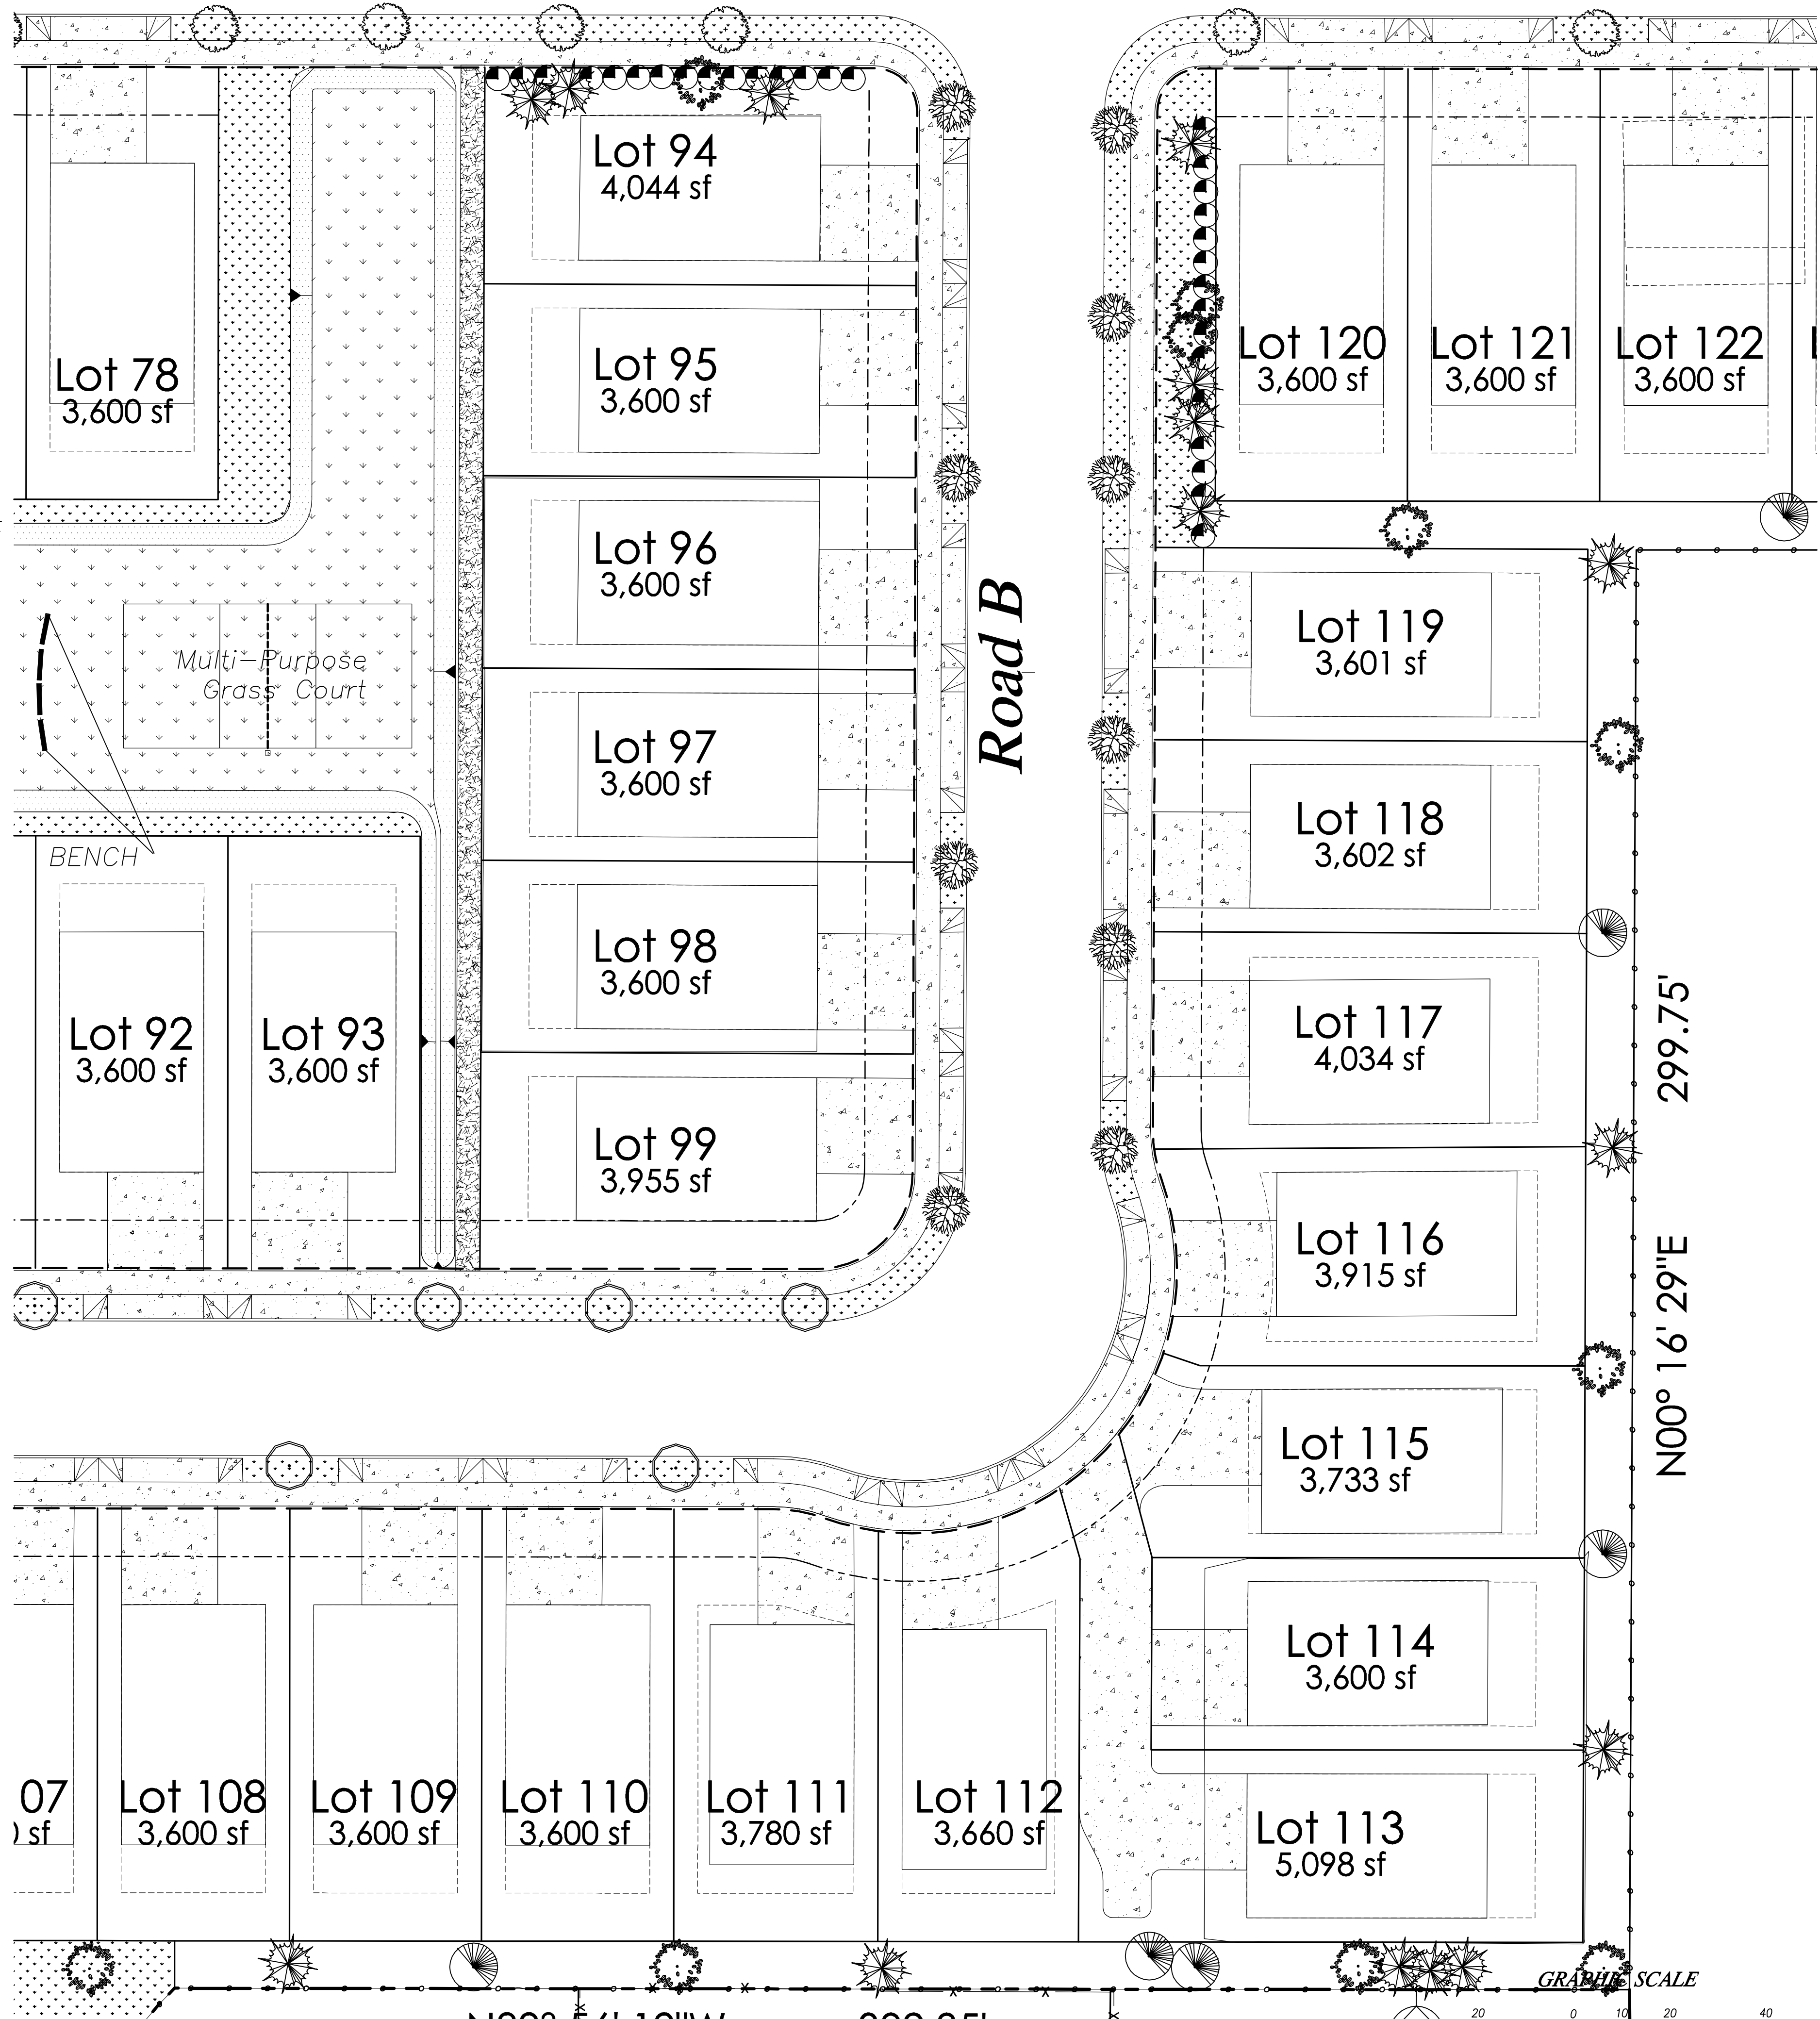 Lot 94
4,044 sf
Lot 78
3,600 sf
Lot 95
3,600 sf
Lot 120
3,600 sf
Lot 121
3,600 sf
Lot 122
3,600 sf
Lot 96
3,600 sf
Road B
Lot 119
3,601 sf
Multi-Purpose
Grass Court
Lot 97
3,600 sf
BENCH
Lot 118
3,602 sf
Lot 98
3,600 sf
Lot 92
3,600 sf
Lot 93
3,600 sf
Lot 117
4,034 sf
N00° 16' 29"E 299.75'
Lot 99
3,955 sf
Lot 116
3,915 sf
Lot 115
3,733 sf
Lot 114
3,600 sf
07
sf
Lot 108
3,600 sf
Lot 109
3,600 sf
Lot 110
3,600 sf
Lot 111
3,780 sf
Lot 112
3,660 sf
Lot 113
5,098 sf
GRAPHIC SCALE
20 0 10 20 40